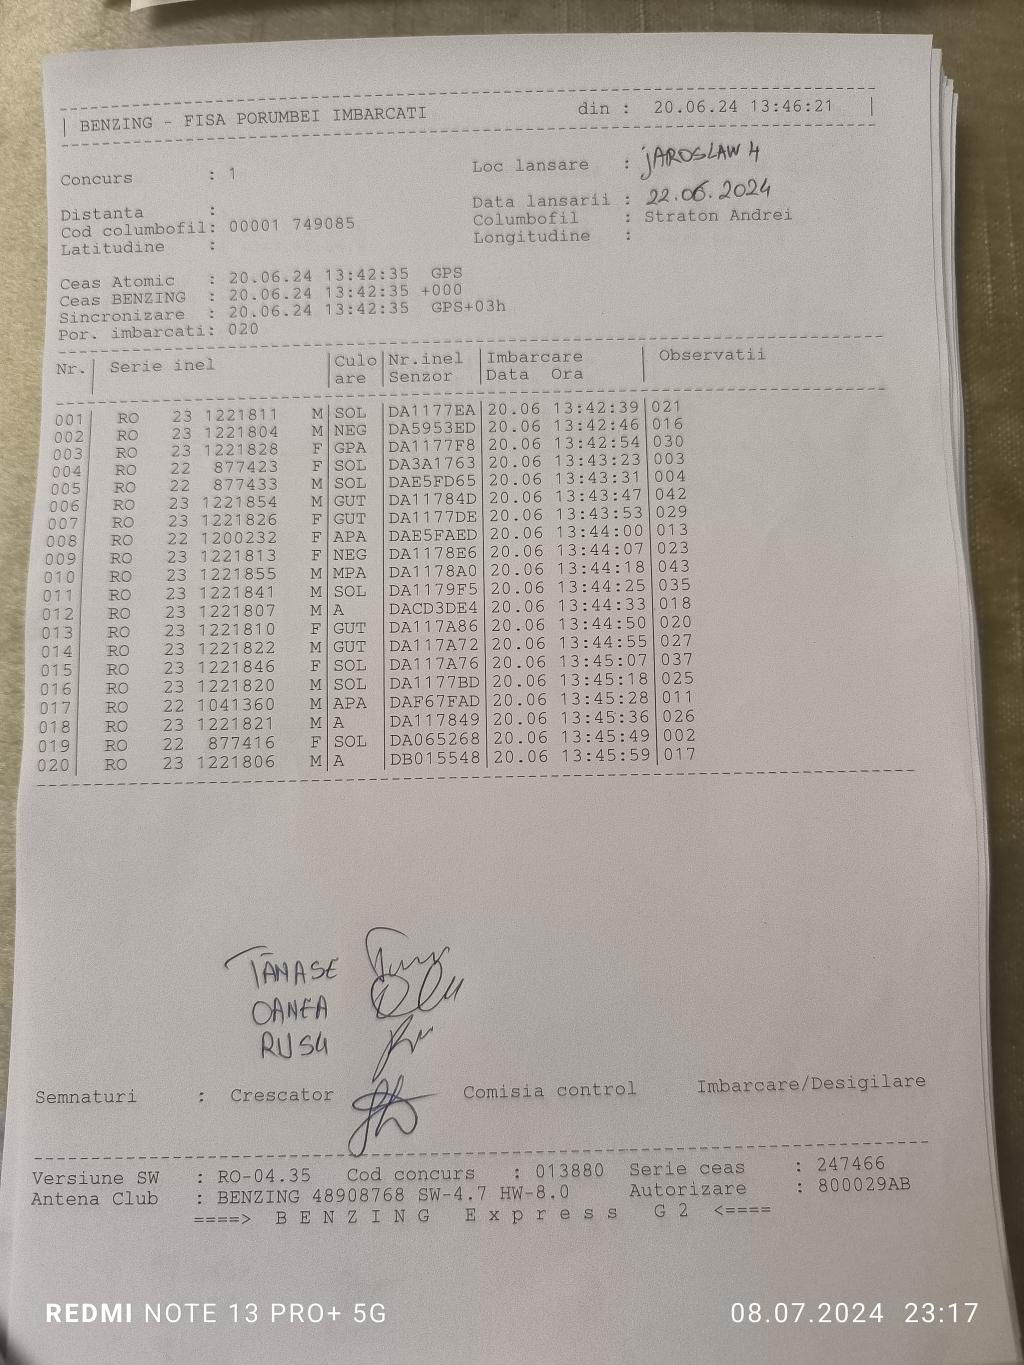 | BENZING - FISA PORUMBEI IMBARCATI din : 20.06.24 13:46:21 |
Concurs : 1 Loc lansare : JAROSLAW 4
Data lansarii : 22.06.2024
Distanta :
Cod columbofil: 00001 749085 Columbofil : Straton Andrei
Latitudine : Longitudine :
Ceas Atomic : 20.06.24 13:42:35 GPS
Ceas BENZING : 20.06.24 13:42:35 +000
Sincronizare : 20.06.24 13:42:35 GPS+03h
Por. imbarcati: 020
Nr. | Serie inel |Culo|Nr.inel |Imbarcare | Observatii
|are |Senzor |Data Ora |
001| RO 23 1221811 M|SOL|DA1177EA|20.06 13:42:39|021
002| RO 23 1221804 M|NEG|DA5953ED|20.06 13:42:46|016
003| RO 23 1221828 F|GPA|DA1177F8|20.06 13:42:54|030
004| RO 22 877423 F|SOL|DA3A1763|20.06 13:43:23|003
005| RO 22 877433 M|SOL|DAE5FD65|20.06 13:43:31|004
006| RO 23 1221854 M|GUT|DA11784D|20.06 13:43:47|042
007| RO 23 1221826 F|GUT|DA1177DE|20.06 13:43:53|029
008| RO 22 1200232 F|APA|DAE5FAED|20.06 13:44:00|013
009| RO 23 1221813 F|NEG|DA1178E6|20.06 13:44:07|023
010| RO 23 1221855 M|MPA|DA1178A0|20.06 13:44:18|043
011| RO 23 1221841 M|SOL|DA1179F5|20.06 13:44:25|035
012| RO 23 1221807 M|A|DACD3DE4|20.06 13:44:33|018
013| RO 23 1221810 F|GUT|DA117A86|20.06 13:44:50|020
014| RO 23 1221822 M|GUT|DA117A72|20.06 13:44:55|027
015| RO 23 1221846 F|SOL|DA117A76|20.06 13:45:07|037
016| RO 23 1221820 M|SOL|DA1177BD|20.06 13:45:18|025
017| RO 22 1041360 M|APA|DAF67FAD|20.06 13:45:28|011
018| RO 23 1221821 M|A|DA117849|20.06 13:45:36|026
019| RO 22 877416 F|SOL|DA065268|20.06 13:45:49|002
020| RO 23 1221806 M|A|DB015548|20.06 13:45:59|017
TĂNASE
OANEA
RUSU
Semnaturi : Crescator Comisia control Imbarcare/Desigilare
Versiune SW : RO-04.35 Cod concurs : 013880 Serie ceas : 247466
Antena Club : BENZING 48908768 SW-4.7 HW-8.0 Autorizare : 800029AB
====> B E N Z I N G E x p r e s s G 2 <====
REDMI NOTE 13 PRO+ 5G 08.07.2024 23:17